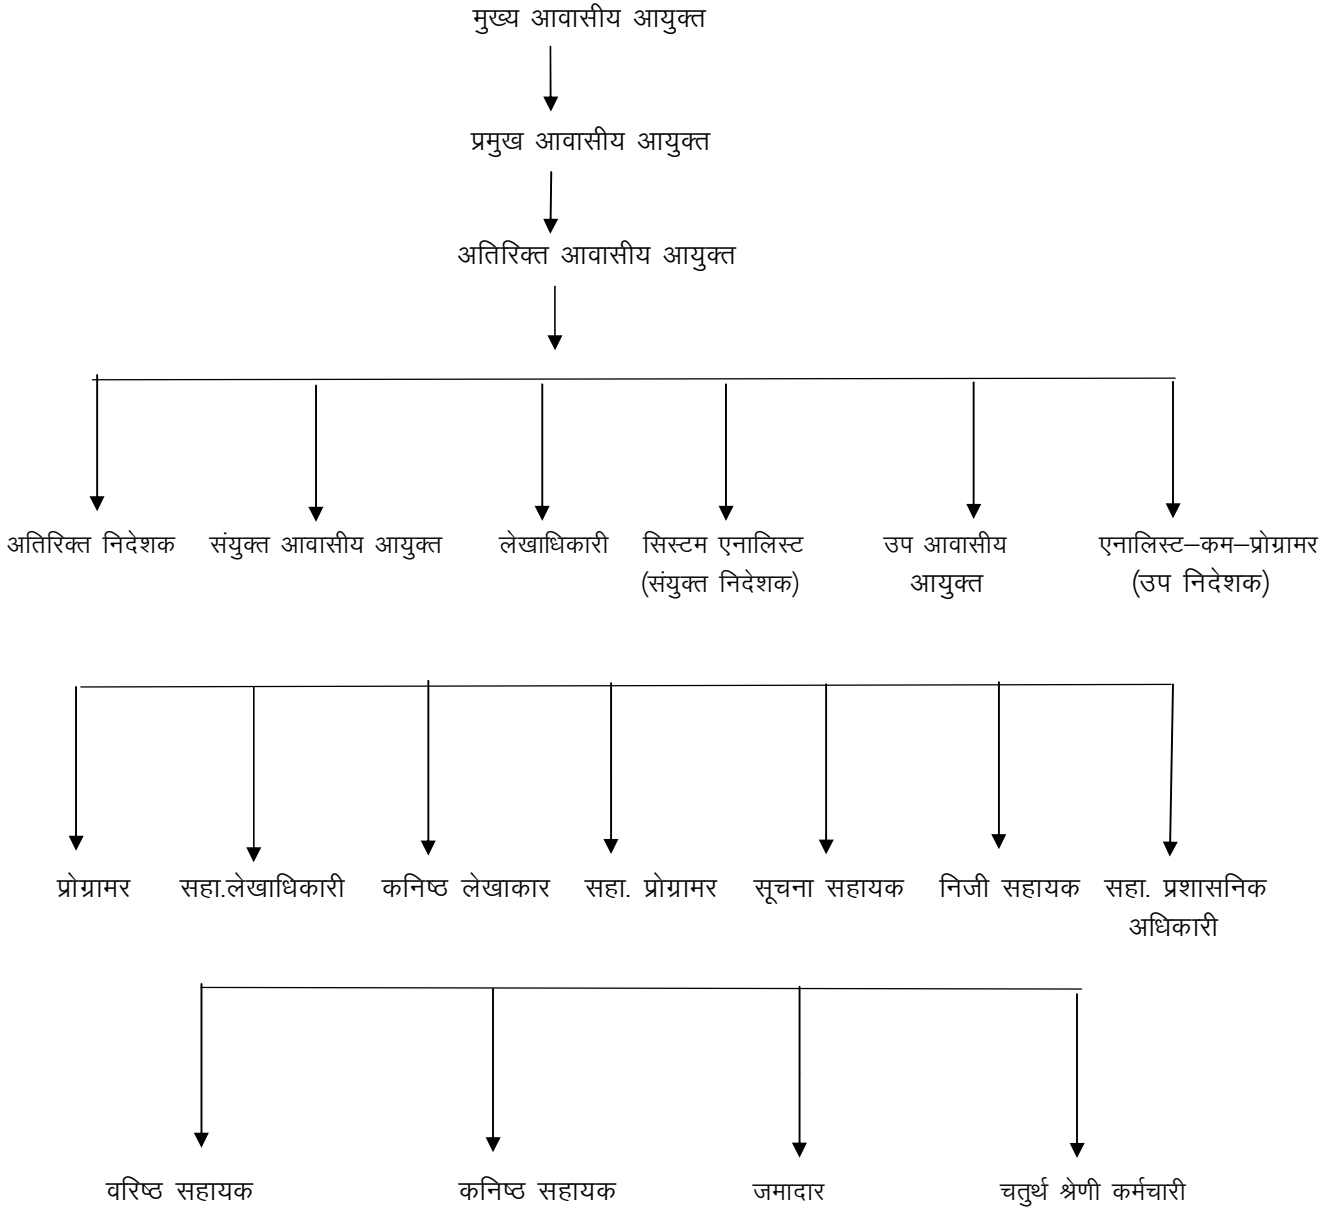 मुख्य आवासीय आयुक्त
प्रमुख आवासीय आयुक्त
अतिरिक्त आवासीय आयुक्त
अतिरिक्त निदेशक
संयुक्त आवासीय आयुक्त
लेखाधिकारी
सिस्टम एनालिस्ट
(संयुक्त निदेशक)
उप आवासीय
आयुक्त
एनालिस्ट–कम–प्रोग्रामर
(उप निदेशक)
प्रोग्रामर
सहा.लेखाधिकारी
कनिष्ठ लेखाकार
सहा. प्रोग्रामर
सूचना सहायक
निजी सहायक
सहा. प्रशासनिक
अधिकारी
वरिष्ठ सहायक
कनिष्ठ सहायक
जमादार
चतुर्थ श्रेणी कर्मचारी